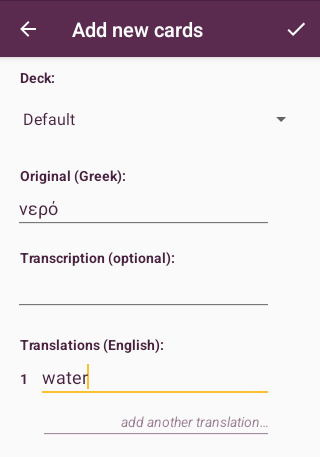 Add new cards
Deck:
Default
Original (Greek):
νερό
Transcription (optional):
Translations (English):
1 water
add another translation...